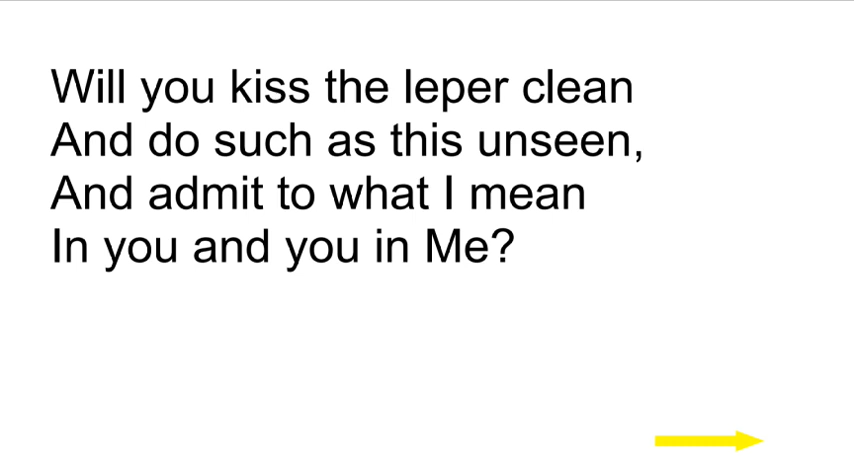 Will you kiss the leper clean
And do such as this unseen,
And admit to what I mean
In you and you in Me?